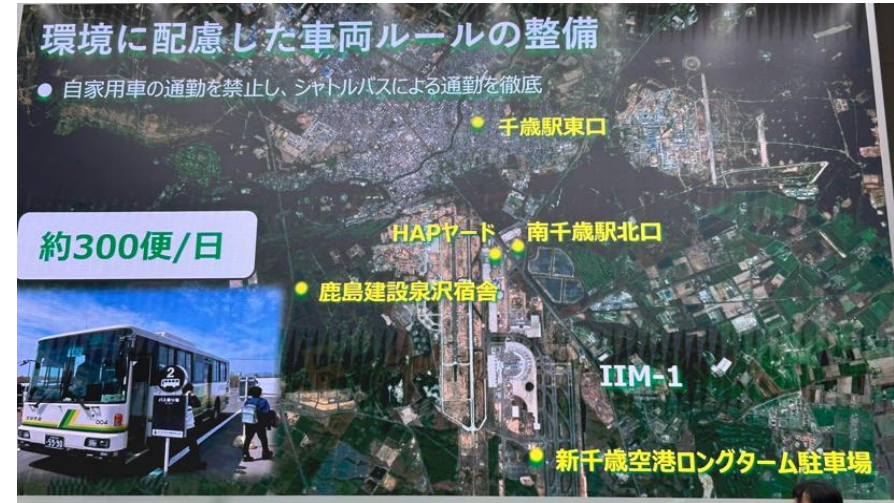 環境に配慮した車両ルールの整備
● 自家用車の通勤を禁止し、シャトルバスによる通勤を徹底
千歳駅東口
約300便/日
HAPヤード
南千歳駅北口
鹿島建設泉沢宿舎
IIM-1
新千歳空港ロングターム駐車場
2
004